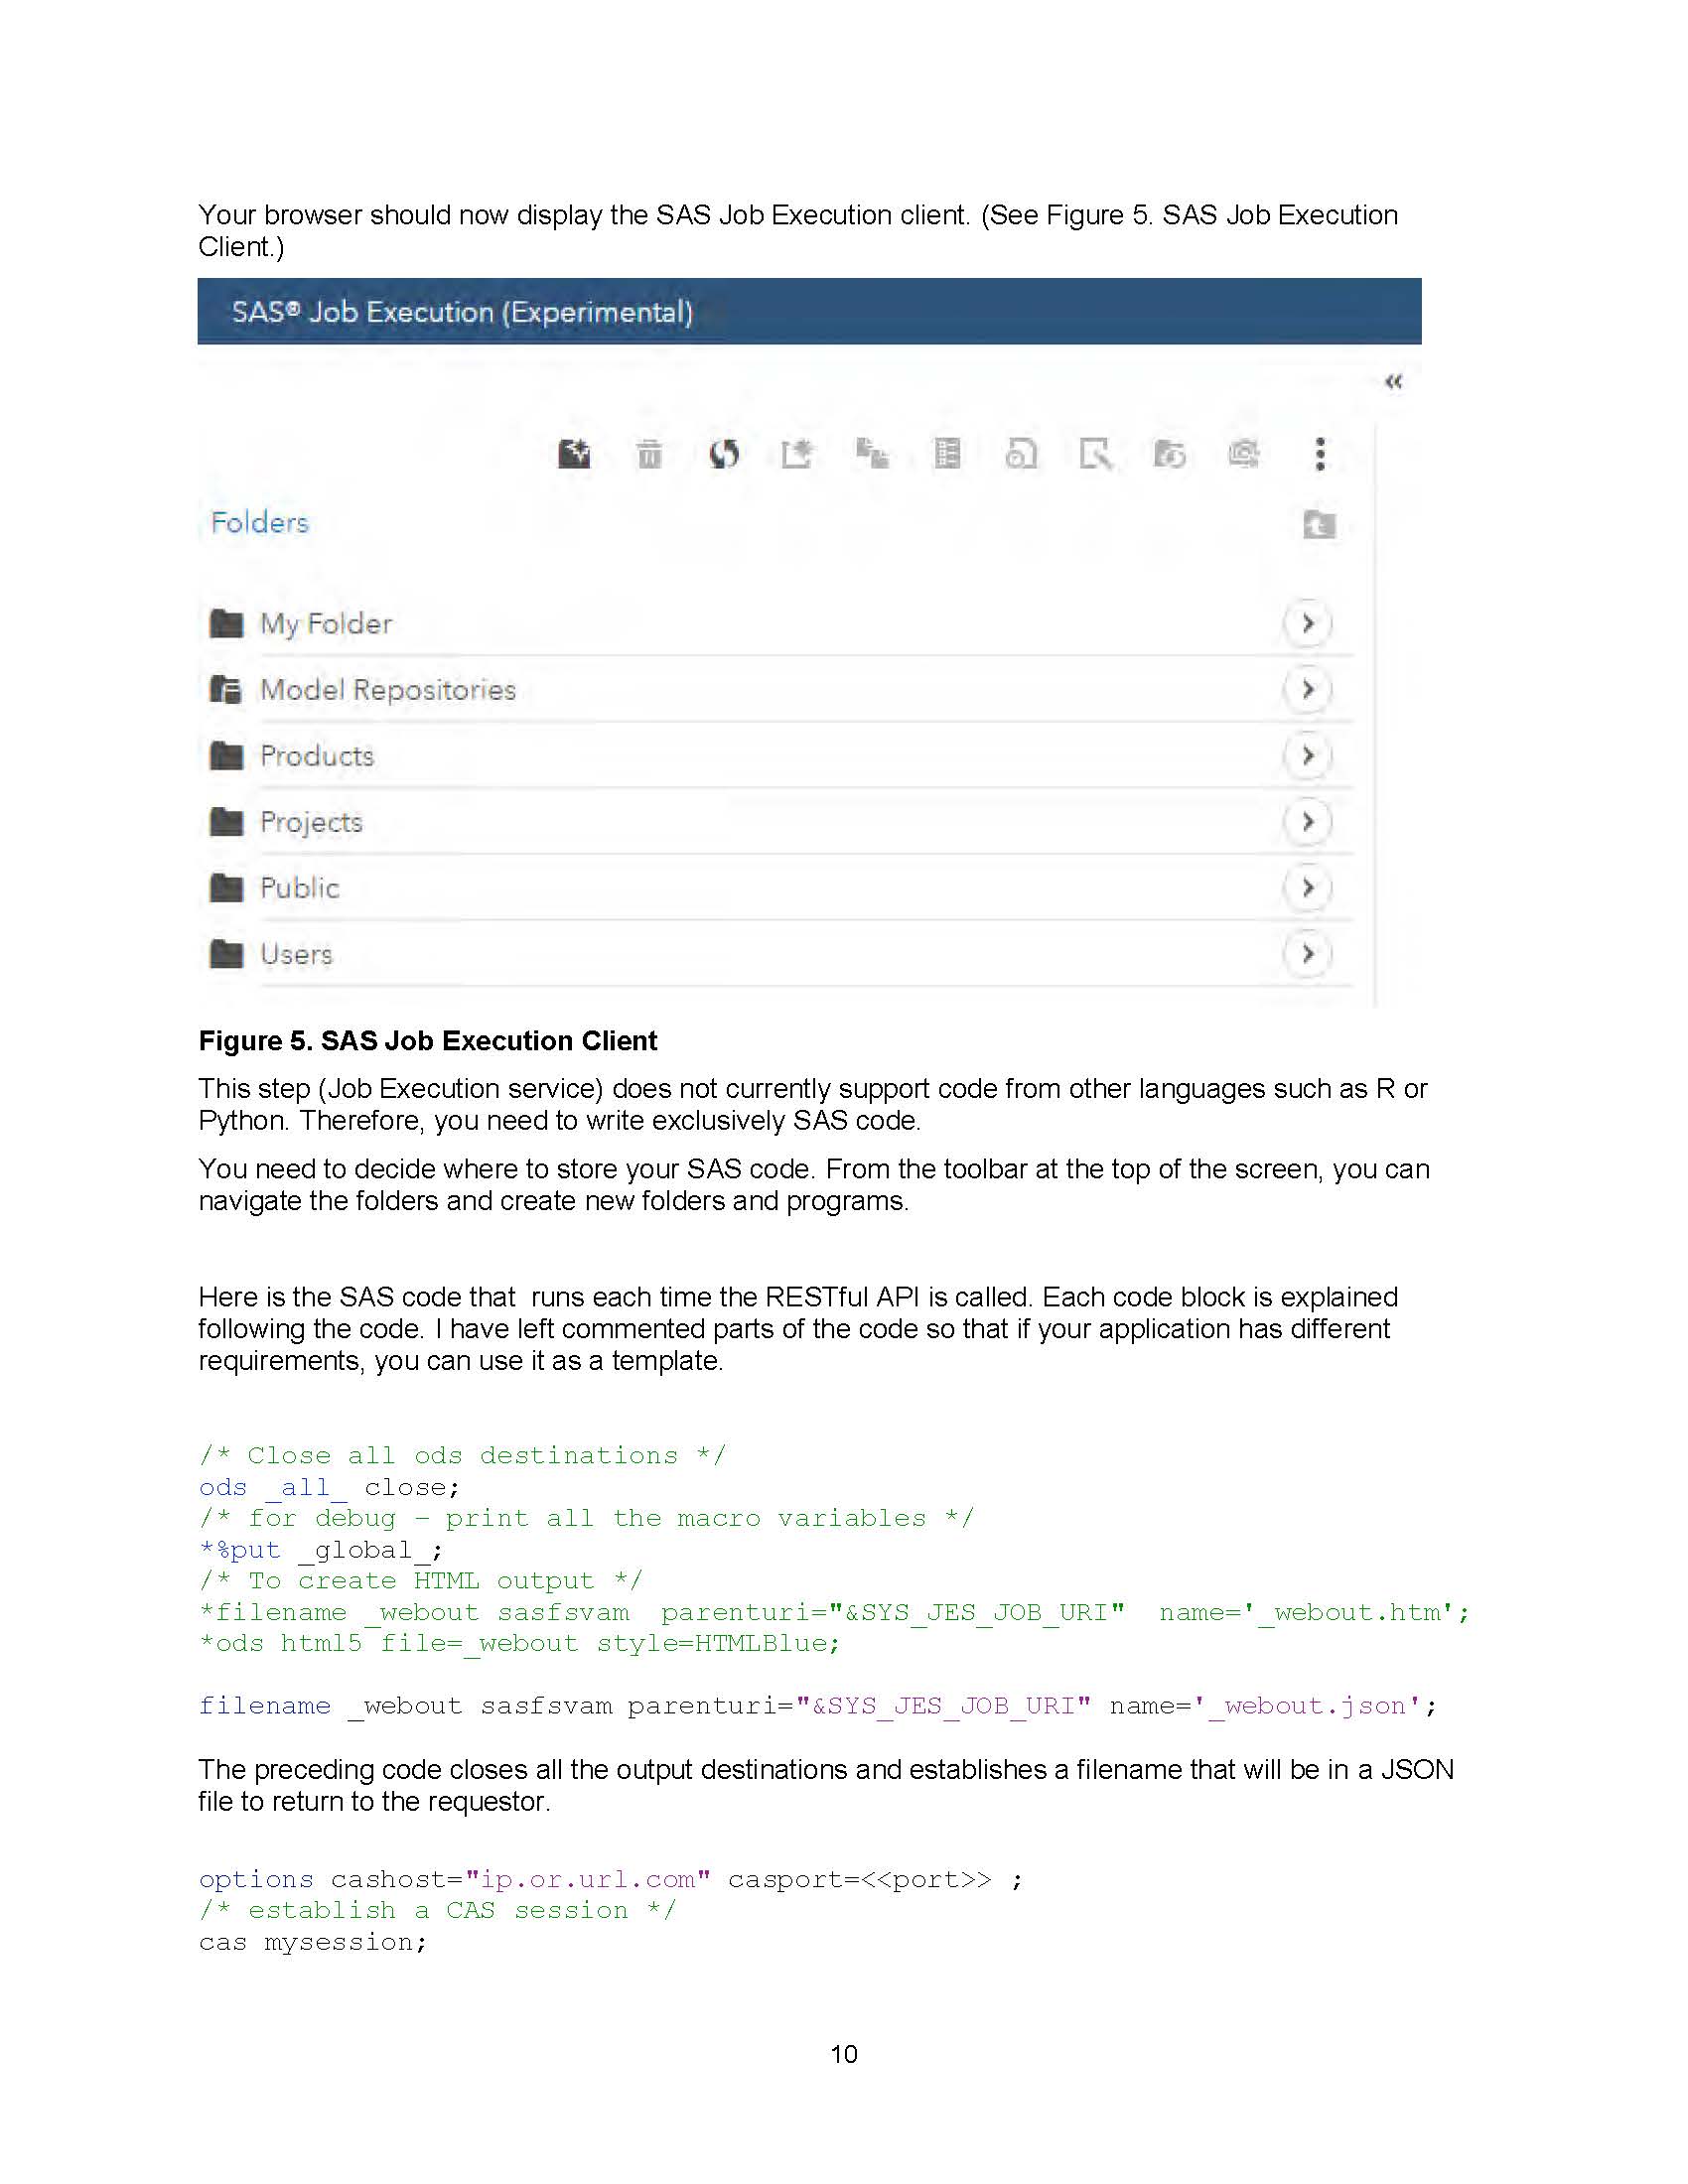 Your browser should now display the SAS Job Execution client. (See Figure 5. SAS Job Execution
Client.)
SAS® Job Execution (Experimental)
«
Folders
My Folder
Model Repositories
Products
Projects
Public
Users
Figure 5. SAS Job Execution Client
This step (Job Execution service) does not currently support code from other languages such as R or
Python. Therefore, you need to write exclusively SAS code.
You need to decide where to store your SAS code. From the toolbar at the top of the screen, you can
navigate the folders and create new folders and programs.
Here is the SAS code that  runs each time the RESTful API is called. Each code block is explained
following the code. I have left commented parts of the code so that if your application has different
requirements, you can use it as a template.
/* Close all ods destinations */
ods _all_ close;
/* for debug – print all the macro variables */
*%put _global_;
/* To create HTML output */
*filename _webout sasfsvam  parenturi="&SYS_JES_JOB_URI"  name='_webout.htm';
*ods html5 file=_webout style=HTMLBlue;
filename _webout sasfsvam parenturi="&SYS_JES_JOB_URI" name='_webout.json';
The preceding code closes all the output destinations and establishes a filename that will be in a JSON
file to return to the requestor.
options cashost="ip.or.url.com" casport=<<port>> ;
/* establish a CAS session */
cas mysession;
10